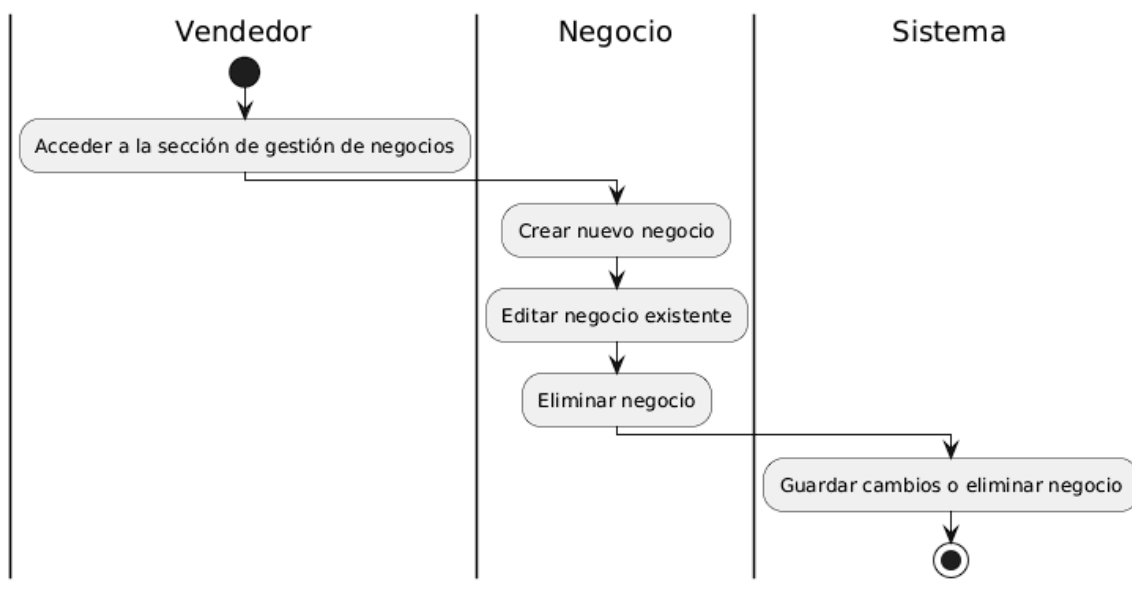 Vendedor
Negocio
Sistema
Acceder a la sección de gestión de negocios
Crear nuevo negocio
Editar negocio existente
Eliminar negocio
Guardar cambios o eliminar negocio